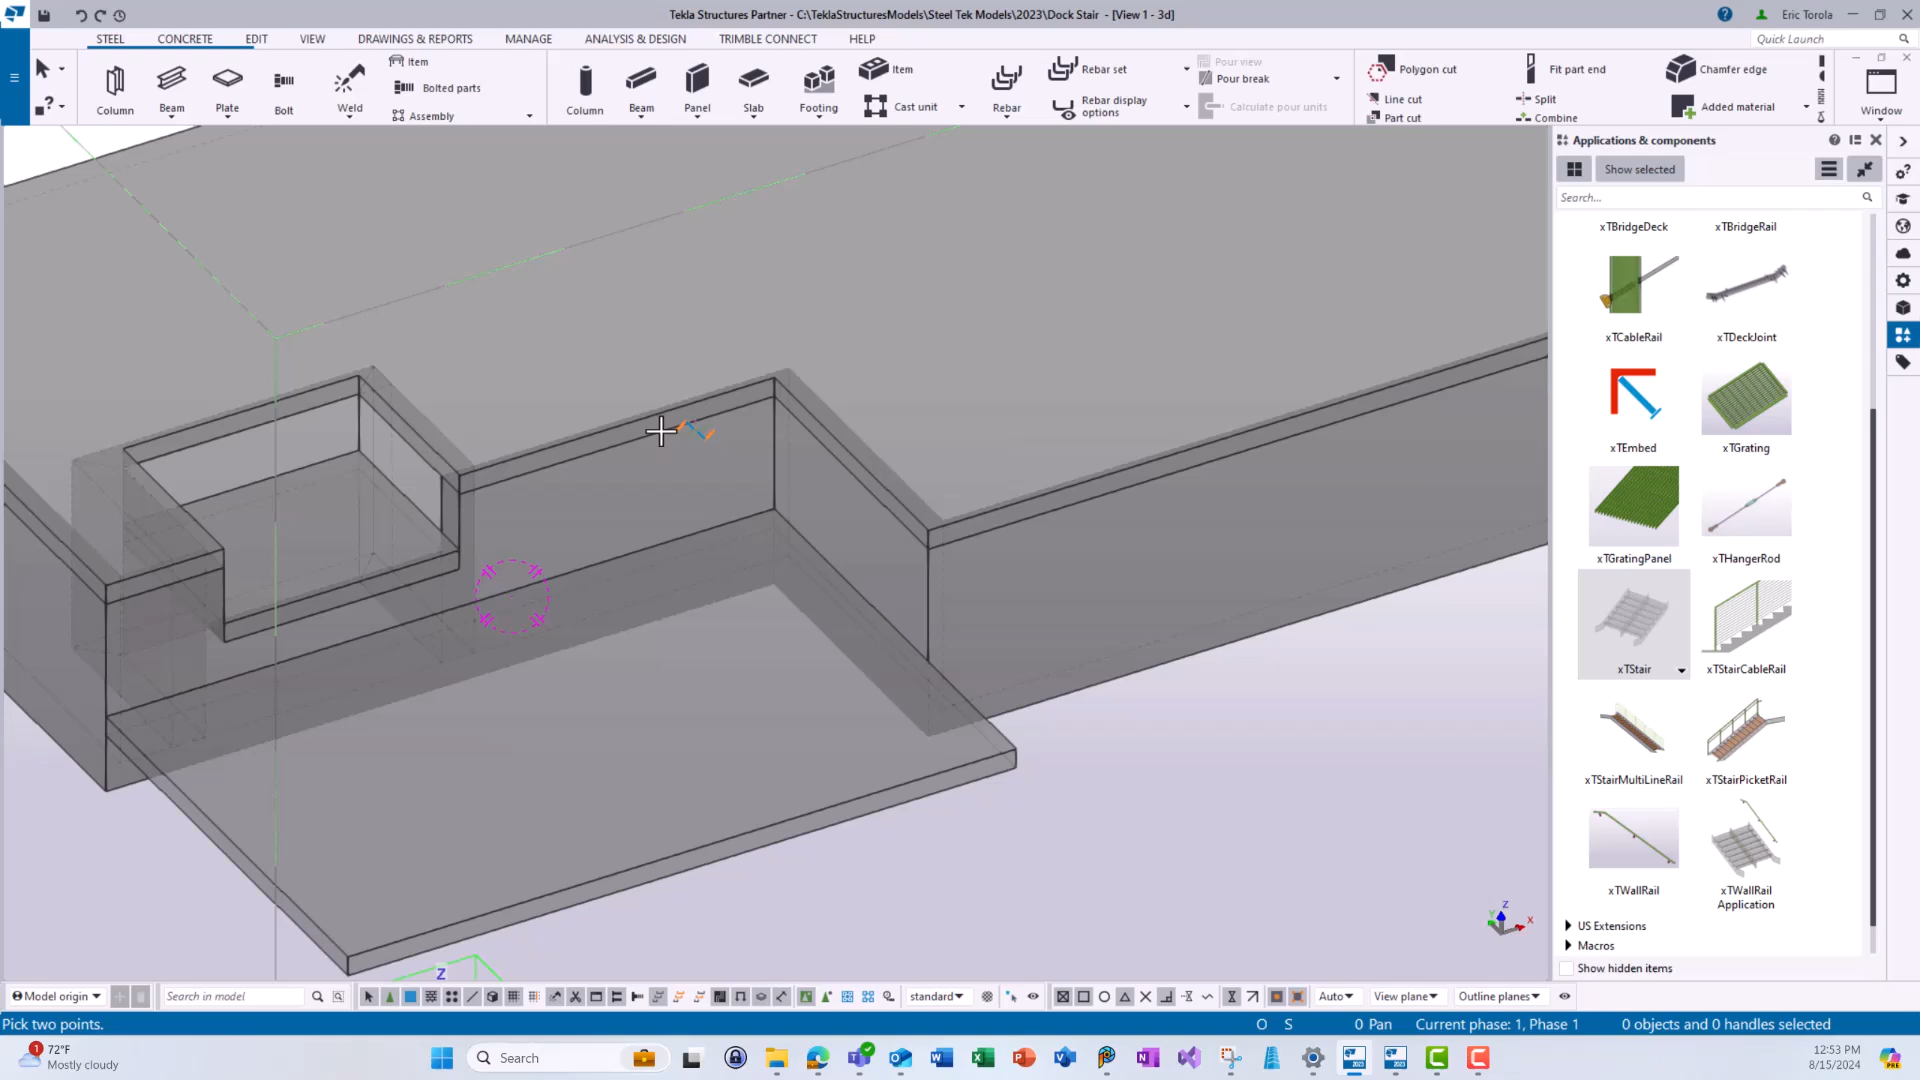 Tekla Structures Partner - C:\TeklaStructuresModels\Steel Tek Models\2023\Dock Stair - [View 1 - 3d]
Eric Torola
STEEL CONCRETE EDIT VIEW DRAWINGS & REPORTS MANAGE ANALYSIS & DESIGN TRIMBLE CONNECT HELP
Quick Launch
Column Beam Plate Bolt Weld
Item
Bolted parts
Assembly
Column Beam Panel Slab Footing
Item
Cast unit
Rebar
Rebar set
Rebar display options
Pour view
Pour break
Calculate pour units
Polygon cut
Line cut
Part cut
Fit part end
Split
Combine
Chamfer edge
Added material
Window
Applications & components
Show selected
Search...
xTBridgeDeck xTBridgeRail
xTCableRail xTDeckJoint
xTEmbed xTGrating
xTGratingPanel xTHangerRod
xTStair xTStairCableRail
xTStairMultiLineRail xTStairPicketRail
xTWallRail xTWallRail
Application
US Extensions
Macros
Show hidden items
Z
Y
X
Z
Model origin
Search in model
standard
Auto
View plane
Outline planes
Pick two points.
O S 0 Pan Current phase: 1, Phase 1 0 objects and 0 handles selected
1
72°F
Mostly cloudy
Search
12:53 PM
8/15/2024